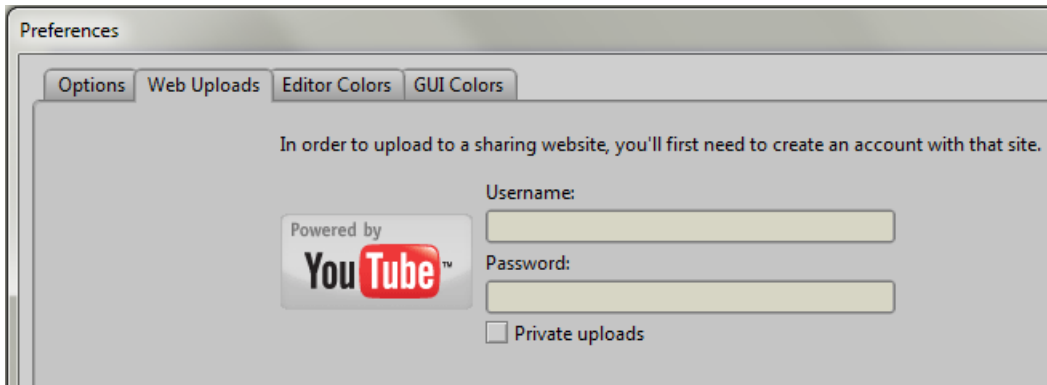 Preferences
Options Web Uploads Editor Colors GUI Colors
In order to upload to a sharing website, you'll first need to create an account with that site.
Username:
Powered by
YouTube™
Password:
Private uploads